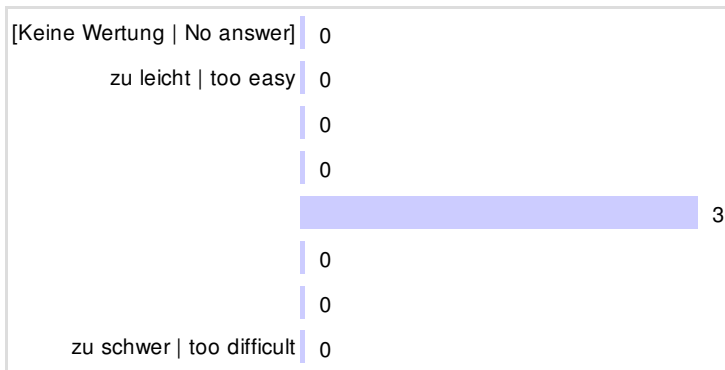 [Keine Wertung | No answer] 0
zu leicht | too easy 0
0
0
3
0
0
zu schwer | too difficult 0